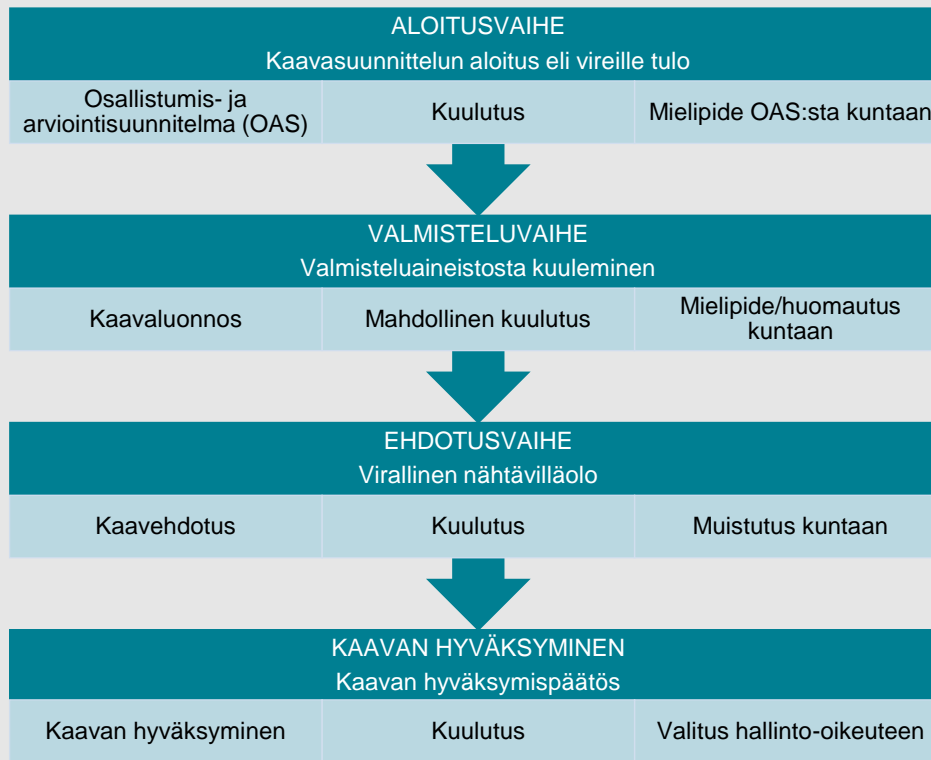 ALOITUSVAIHE
Kaavasuunnittelun aloitus eli vireille tulo
Osallistumis- ja
arviointisuunnitelma (OAS)
Kuulutus
Mielipide OAS:sta kuntaan
VALMISTELUVAIHE
Valmisteluaineistosta kuuleminen
Kaavaluonnos
Mahdollinen kuulutus
Mielipide/huomautus
kuntaan
EHDOTUSVAIHE
Virallinen nähtävilläolo
Kaavehdotus
Kuulutus
Muistutus kuntaan
KAAVAN HYVÄKSYMINEN
Kaavan hyväksymispäätös
Kaavan hyväksyminen
Kuulutus
Valitus hallinto-oikeuteen